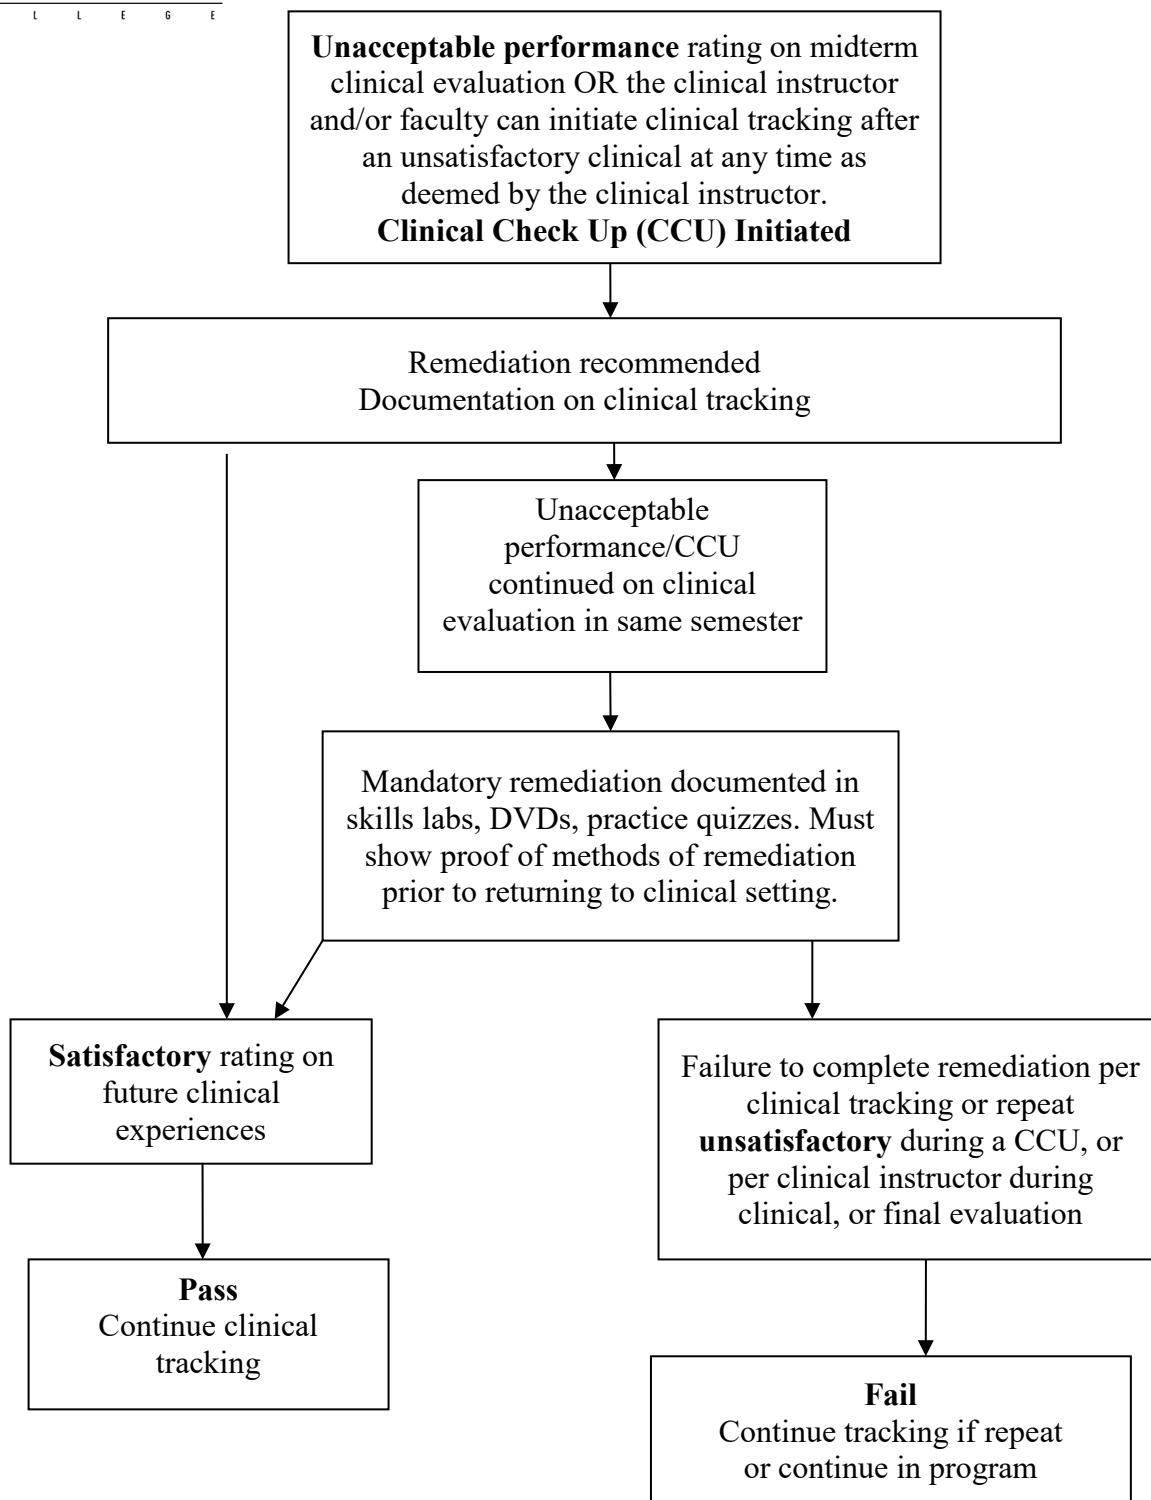 L L E G E
Unacceptable performance rating on midterm
clinical evaluation OR the clinical instructor
and/or faculty can initiate clinical tracking after
an unsatisfactory clinical at any time as
deemed by the clinical instructor.
Clinical Check Up (CCU) Initiated
Remediation recommended
Documentation on clinical tracking
Unacceptable
performance/CCU
continued on clinical
evaluation in same semester
Mandatory remediation documented in
skills labs, DVDs, practice quizzes. Must
show proof of methods of remediation
prior to returning to clinical setting.
Satisfactory rating on
future clinical
experiences
Failure to complete remediation per
clinical tracking or repeat
unsatisfactory during a CCU, or
per clinical instructor during
clinical, or final evaluation
Pass
Continue clinical
tracking
Fail
Continue tracking if repeat
or continue in program